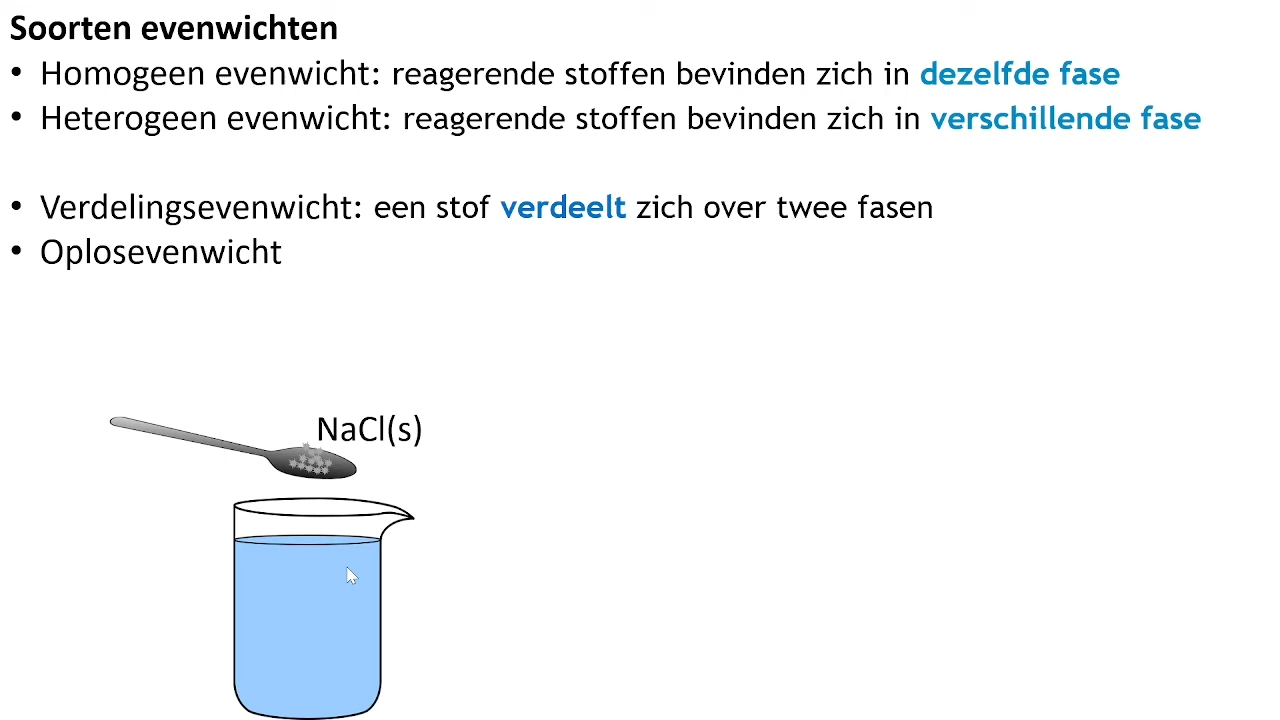 Soorten evenwichten
• Homogeen evenwicht: reagerende stoffen bevinden zich in dezelfde fase
• Heterogeen evenwicht: reagerende stoffen bevinden zich in verschillende fase
• Verdelingsevenwicht: een stof verdeelt zich over twee fasen
• Oplosevenwicht
NaCl(s)